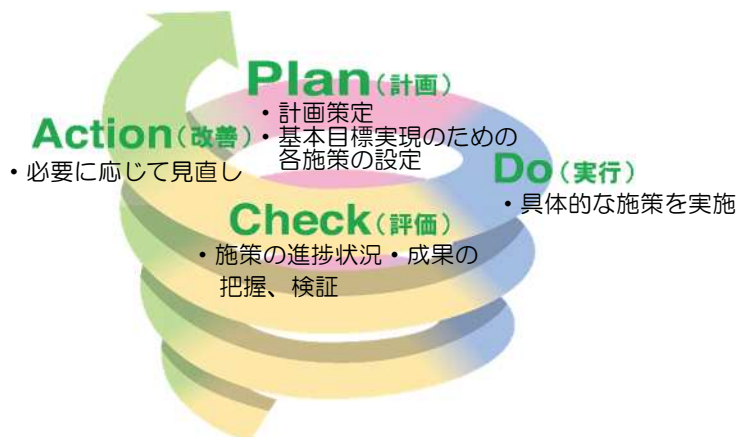 Plan(計画)
・計画策定
・基本目標実現のための
各施策の設定
Action(改善)
・必要に応じて見直し
Do(実行)
・具体的な施策を実施
Check(評価)
・施策の進捗状況・成果の
把握、検証